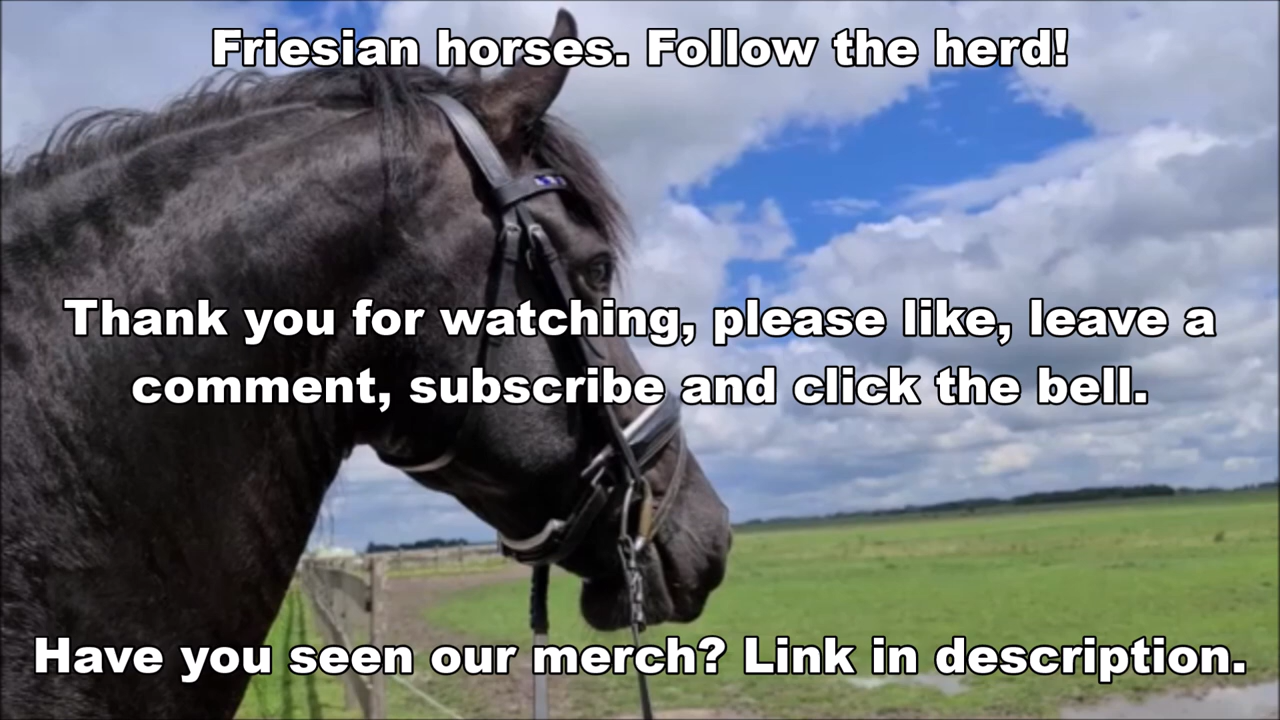 Friesian horses. Follow the herd!
Thank you for watching, please like, leave a
comment, subscribe and click the bell.
Have you seen our merch? Link in description.